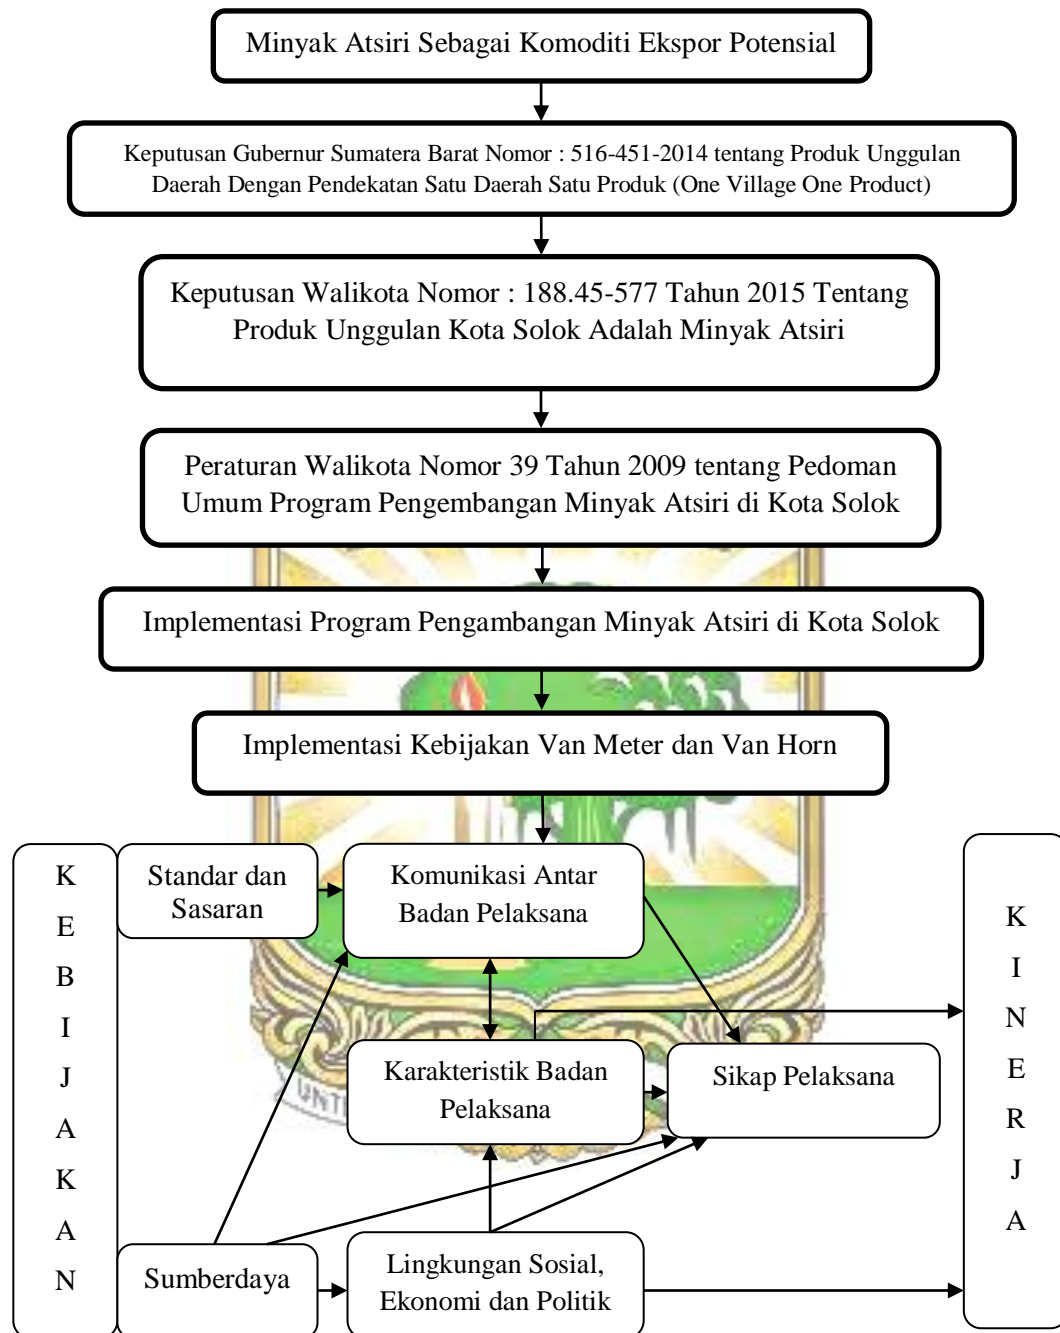 Minyak Atsiri Sebagai Komoditi Ekspor Potensial
Keputusan Gubernur Sumatera Barat Nomor : 516-451-2014 tentang Produk Unggulan
Daerah Dengan Pendekatan Satu Daerah Satu Produk (One Village One Product)
Keputusan Walikota Nomor : 188.45-577 Tahun 2015 Tentang
Produk Unggulan Kota Solok Adalah Minyak Atsiri
Peraturan Walikota Nomor 39 Tahun 2009 tentang Pedoman
Umum Program Pengembangan Minyak Atsiri di Kota Solok
Implementasi Program Pengambangan Minyak Atsiri di Kota Solok
Implementasi Kebijakan Van Meter dan Van Horn
KEBIJAKAN
Standar dan
Sasaran
Komunikasi Antar
Badan Pelaksana
Karakteristik Badan
Pelaksana
Sikap Pelaksana
Sumberdaya
Lingkungan Sosial,
Ekonomi dan Politik
KINERJA